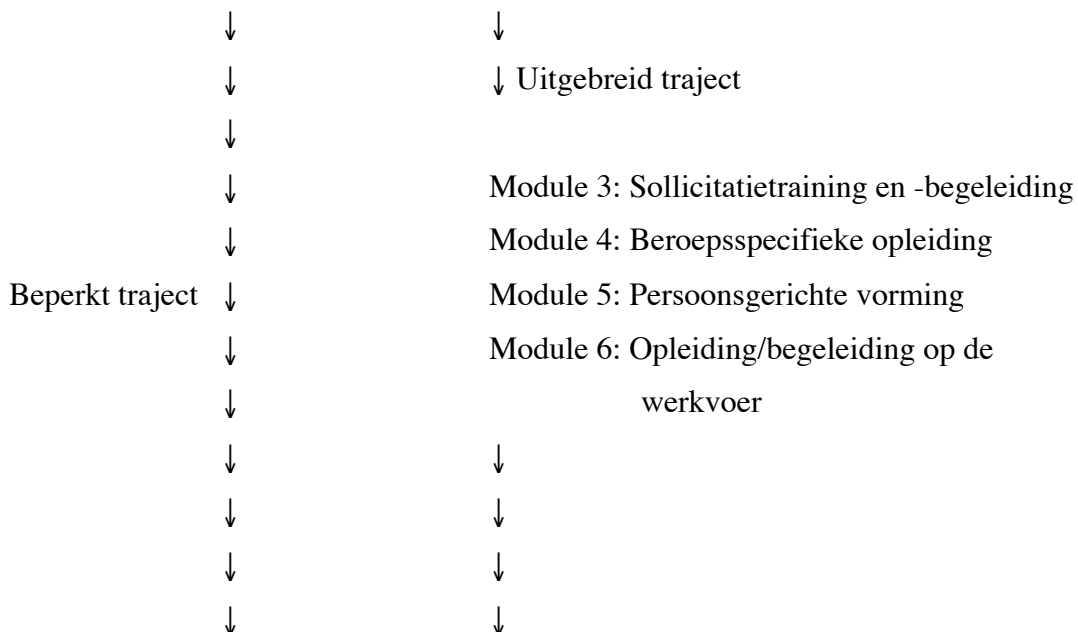 ↓ ↓
↓ ↓ Uitgebreid traject
↓
↓ Module 3: Sollicitatietraining en -begeleiding
↓ Module 4: Beroepsspecifieke opleiding
Beperkt traject ↓ Module 5: Persoonsgerichte vorming
↓ Module 6: Opleiding/begeleiding op de
↓ werkvoer
↓ ↓
↓ ↓
↓ ↓
↓ ↓